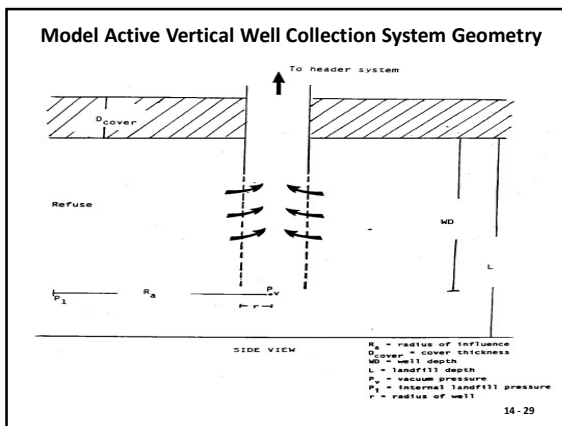 Model Active Vertical Well Collection System Geometry
To header system
Dcover
Refuse
WD
L
Pl
Ra
Pv
r
SIDE VIEW
Ra = radius of influence
Dcover = cover thickness
WD = well depth
L = landfill depth
Pv = vacuum pressure
Pl = internal landfill pressure
r = radius of well
14 - 29